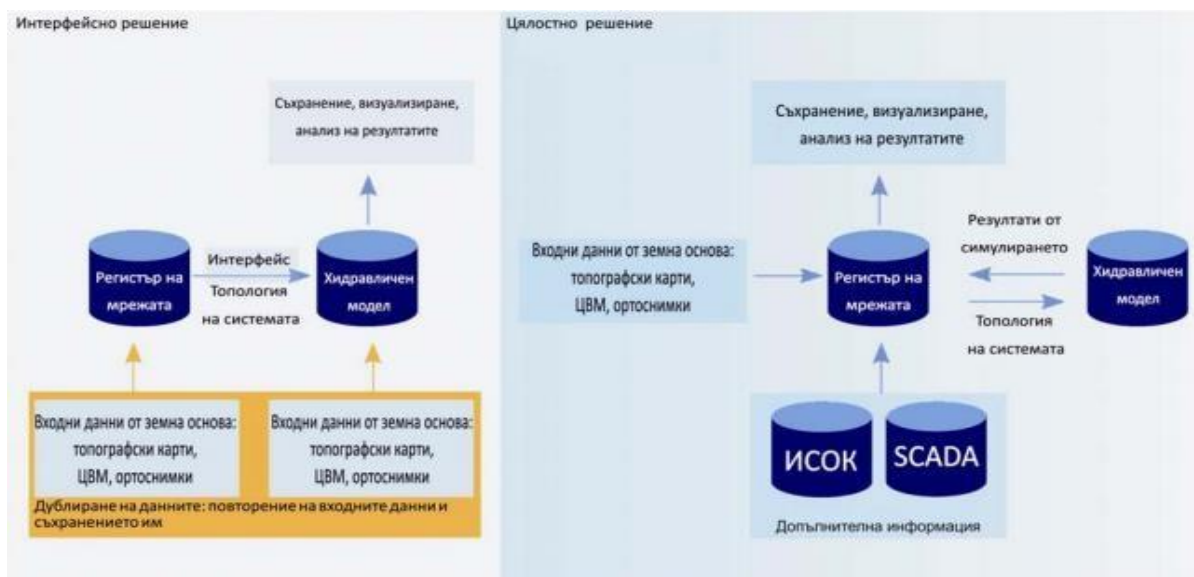 Интерфейсно решение
Съхранение, визуализиране,
анализ на резултатите
Регистър на
мрежата
Интерфейс
Топология
на системата
Хидравличен
модел
Входни данни от земна основа:
топографски карти,
ЦВМ, ортоснимки
Входни данни от земна основа:
топографски карти,
ЦВМ, ортоснимки
Дублиране на данните: повторение на входните данни и
съхранението им
Цялостно решение
Съхранение, визуализиране,
анализ на резултатите
Входни данни от земна основа:
топографски карти,
ЦВМ, ортоснимки
Регистър на
мрежата
Резултати от
симулирането
Топология
на системата
Хидравличен
модел
ИСОК
SCADA
Допълнителна информация